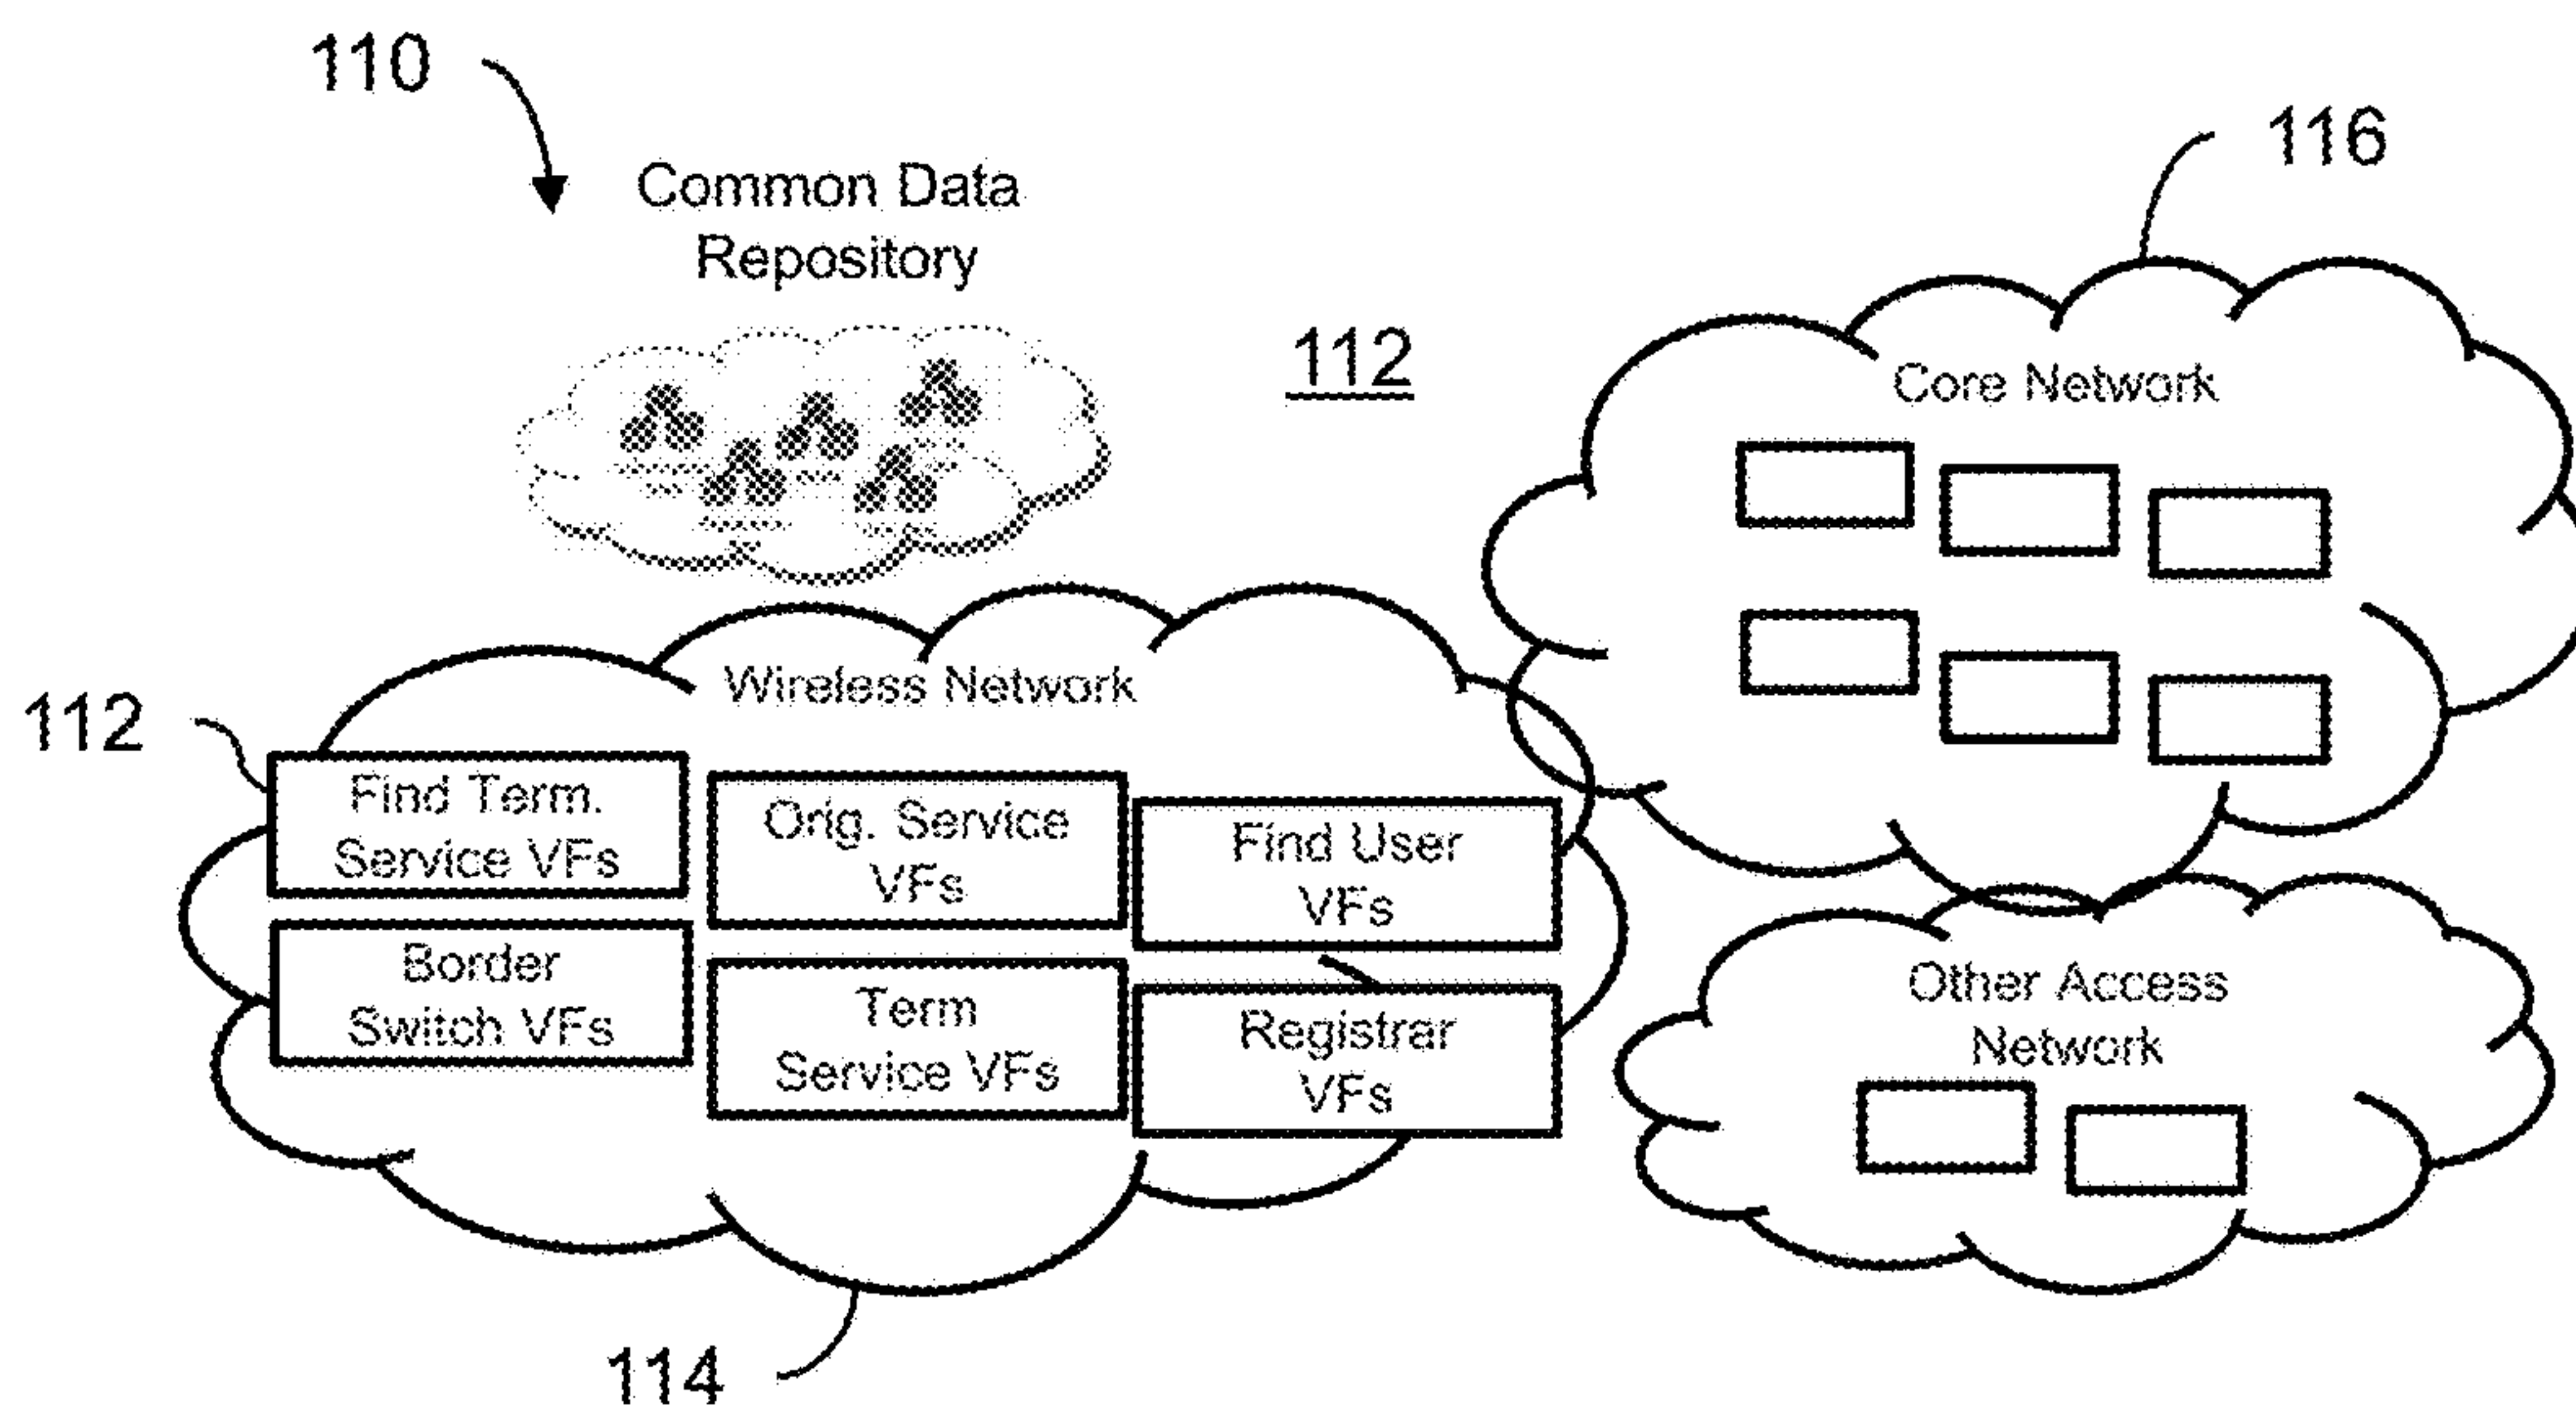 110
116
Common Data
Repository
112
Core Network
Wireless Network
112
Find Term.
Service VFs
Orig. Service
VFs
Find User
VFs
Border
Switch VFs
Term
Service VFs
Registrar
VFs
Other Access
Network
114